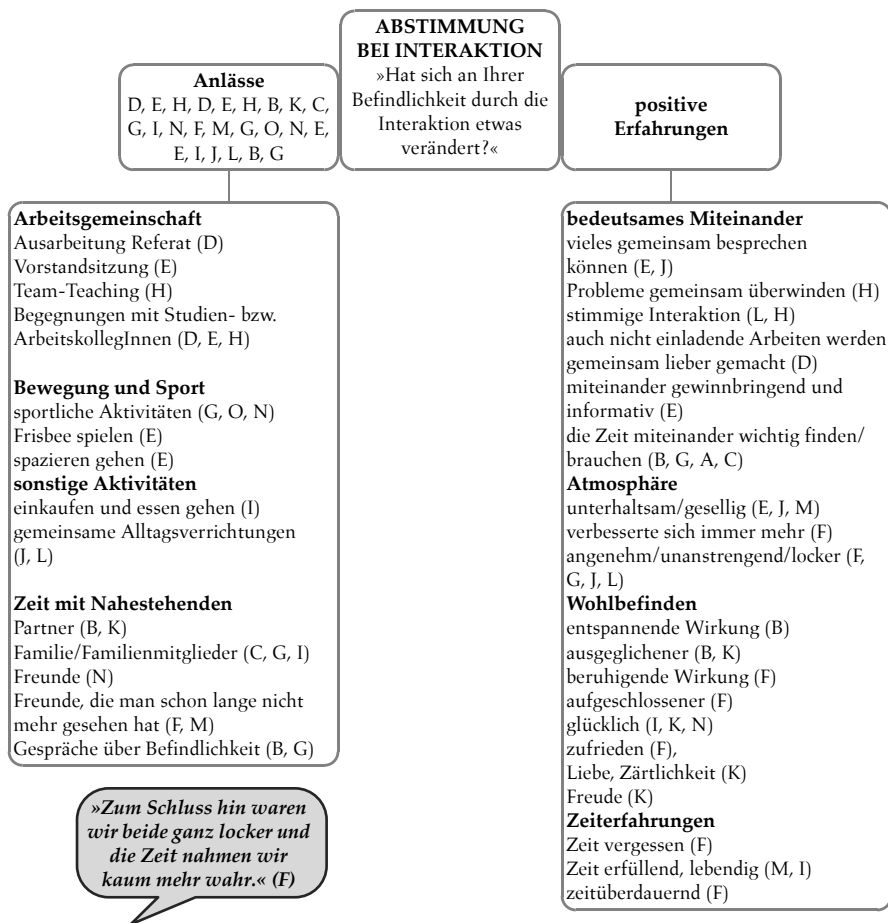 ABSTIMMUNG
BEI INTERAKTION
»Hat sich an Ihrer
Befindlichkeit durch die
Interaktion etwas
verändert?«
Anlässe
D, E, H, D, E, H, B, K, C,
G, I, N, F, M, G, O, N, E,
E, I, J, L, B, G
positive
Erfahrungen
Arbeitsgemeinschaft
Ausarbeitung Referat (D)
Vorstandsitzung (E)
Team-Teaching (H)
Begegnungen mit Studien- bzw.
ArbeitskollegInnen (D, E, H)
Bewegung und Sport
sportliche Aktivitäten (G, O, N)
Frisbee spielen (E)
spazieren gehen (E)
sonstige Aktivitäten
einkaufen und essen gehen (I)
gemeinsame Alltagsverrichtungen
(J, L)
Zeit mit Nahestehenden
Partner (B, K)
Familie/Familienmitglieder (C, G, I)
Freunde (N)
Freunde, die man schon lange nicht
mehr gesehen hat (F, M)
Gespräche über Befindlichkeit (B, G)
»Zum Schluss hin waren
wir beide ganz locker und
die Zeit nahmen wir
kaum mehr wahr.« (F)
bedeutsames Miteinander
vieles gemeinsam besprechen
können (E, J)
Probleme gemeinsam überwinden (H)
stimmige Interaktion (L, H)
auch nicht einladende Arbeiten werden
gemeinsam lieber gemacht (D)
miteinander gewinnbringend und
informativ (E)
die Zeit miteinander wichtig finden/
brauchen (B, G, A, C)
Atmosphäre
unterhaltsam/gesellig (E, J, M)
verbesserte sich immer mehr (F)
angenehm/unanstrengend/locker (F,
G, J, L)
Wohlbefinden
entspannende Wirkung (B)
ausgeglichener (B, K)
beruhigende Wirkung (F)
aufgeschlossener (F)
glücklich (I, K, N)
zufrieden (F),
Liebe, Zärtlichkeit (K)
Freude (K)
Zeiterfahrungen
Zeit vergessen (F)
Zeit erfüllend, lebendig (M, I)
zeitüberdauernd (F)